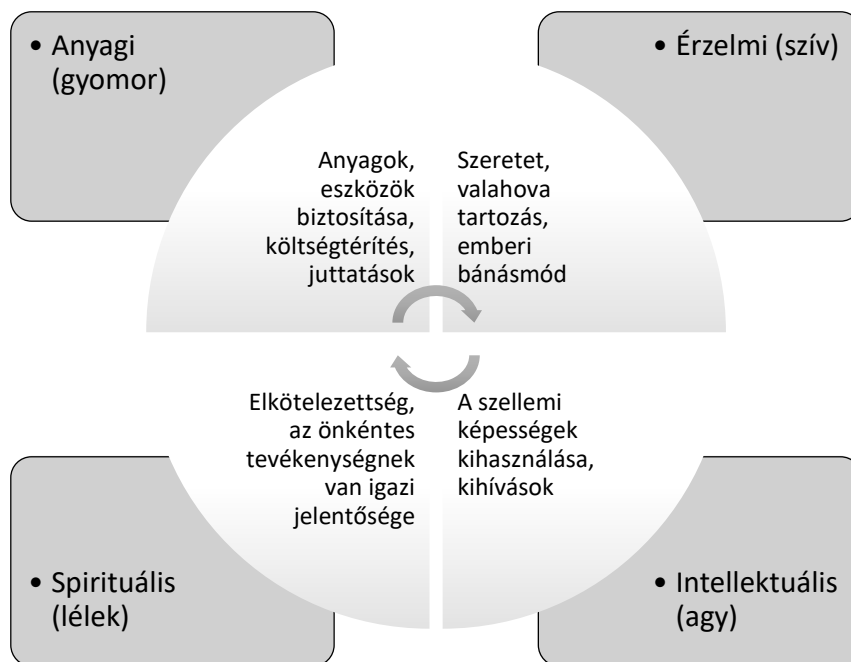 • Anyagi
(gyomor)
• Érzelmi (szív)
Anyagok,
eszközök
biztosítása,
költségtérítés,
juttatások
Szeretet,
valahova
tartozás,
emberi
bánásmód
Elkötelezettség,
az önkéntes
tevékenységnek
van igazi
jelentősége
A szellemi
képességek
kihasználása,
kihívások
• Spirituális
(lélek)
• Intellektuális
(agy)